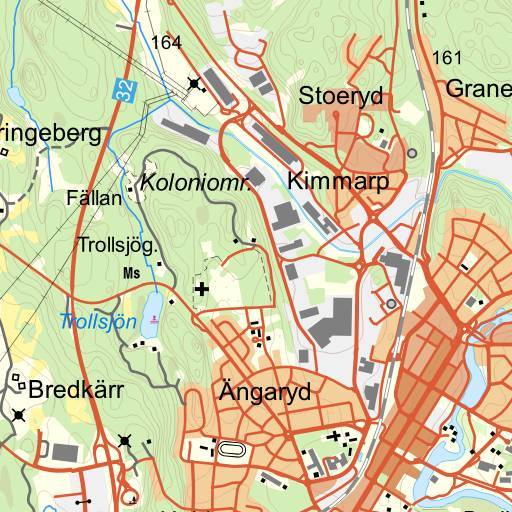 164
161
32
Stoeryd
Grane
ringeberg
Koloniomr.
Kimmarp
Fällan
Trollsjög.
Ms
Trollsjön
Bredkärr
Ängaryd